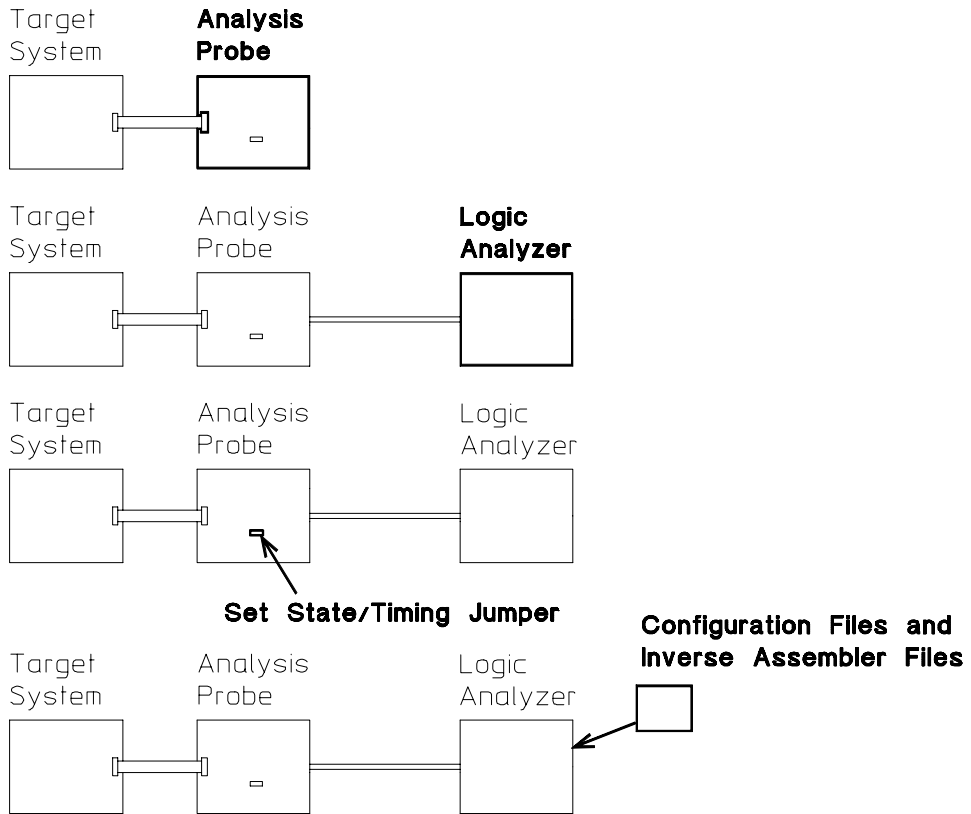 Target
System
Analysis
Probe
Target
System
Analysis
Probe
Logic
Analyzer
Target
System
Analysis
Probe
Logic
Analyzer
Set State/Timing Jumper
Configuration Files and
Inverse Assembler Files
Target
System
Analysis
Probe
Logic
Analyzer